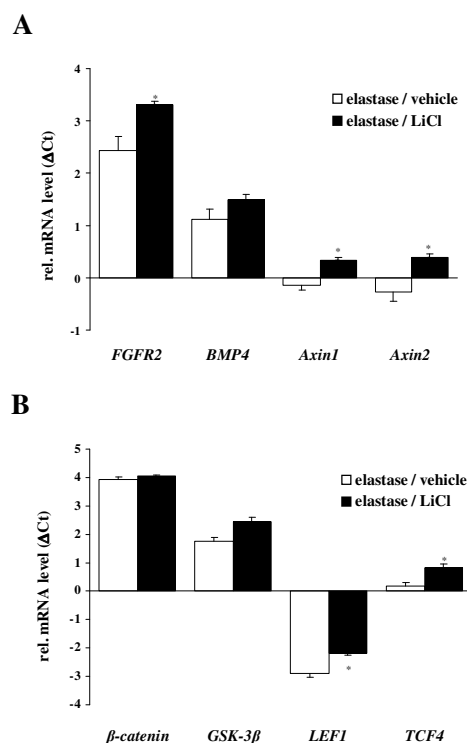 A
rel. mRNA level (ΔCt)
4
3
2
1
0
-1
elastase / vehicle
elastase / LiCl
*
*
*
FGFR2 BMP4 Axin1 Axin2
B
rel. mRNA level (ΔCt)
5
4
3
2
1
0
-1
-2
-3
-4
elastase / vehicle
elastase / LiCl
*
*
β-catenin GSK-3β LEF1 TCF4